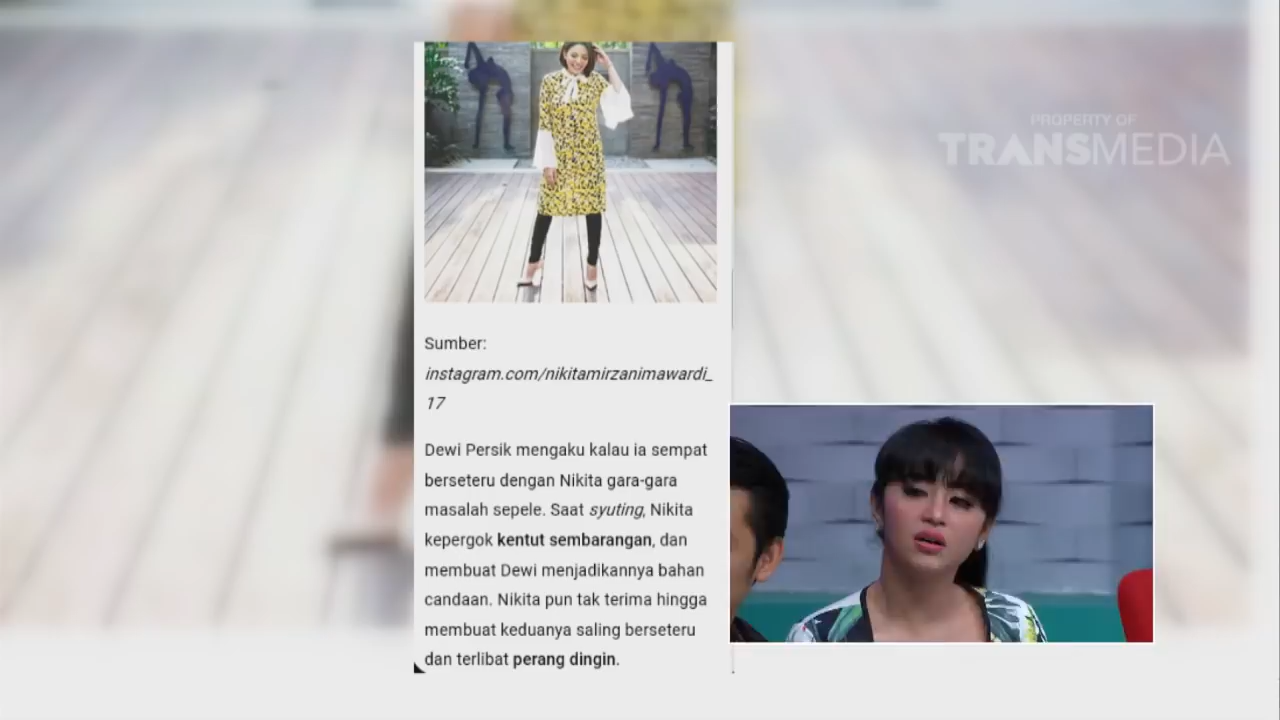 PROPERTY OF
TRANSMEDIA
Sumber:
instagram.com/nikitamirzanimawardi_
17
Dewi Persik mengaku kalau ia sempat
berseteru dengan Nikita gara-gara
masalah sepele. Saat syuting, Nikita
kepergok kentut sembarangan, dan
membuat Dewi menjadikannya bahan
candaan. Nikita pun tak terima hingga
membuat keduanya saling berseteru
dan terlibat perang dingin.